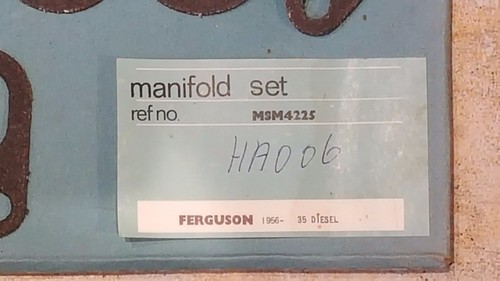 manifold set
ref no. MSM4225
HA006
FERGUSON 1956- 35 DIESEL